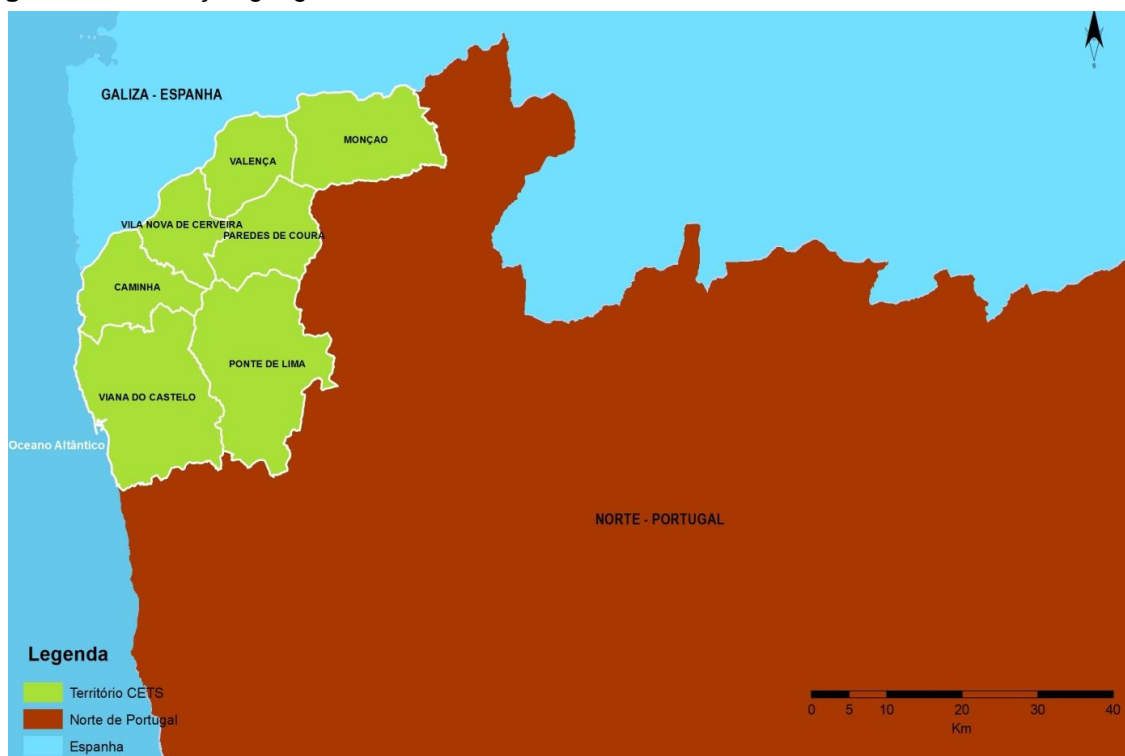 GALIZA - ESPANHA
N
MONÇAO
VALENÇA
VILA NOVA DE CERVEIRA
PAREDES DE COURA
CAMINHA
PONTE DE LIMA
VIANA DO CASTELO
Oceano Altântico
NORTE - PORTUGAL
Legenda
Território CETS
Norte de Portugal
Espanha
0 5 10 20 30 40
Km